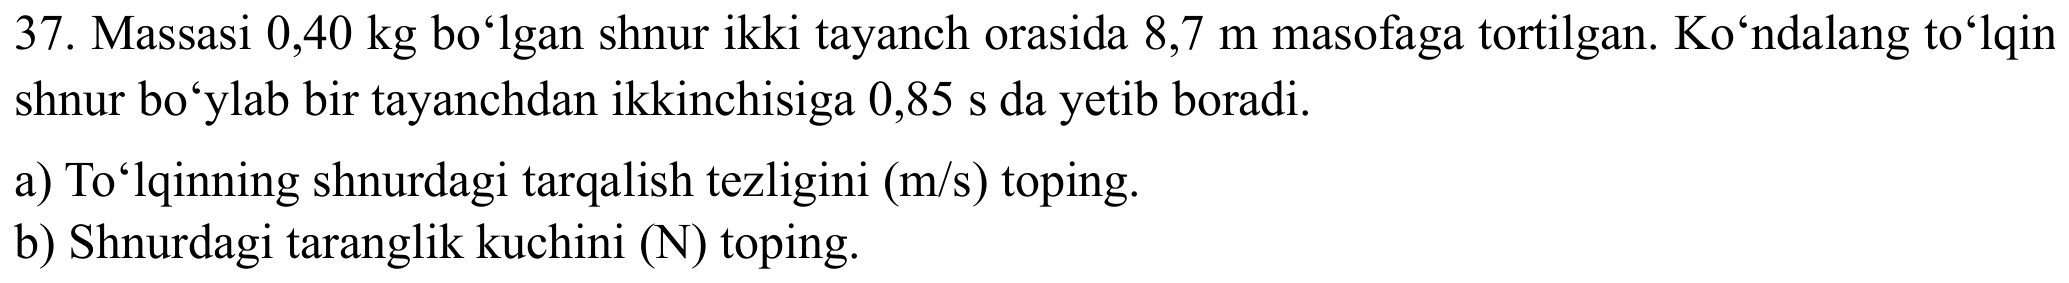 37. Massasi 0,40 kg bo‘lgan shnur ikki tayanch orasida 8,7 m masofaga tortilgan. Ko‘ndalang to‘lqin
shnur bo‘ylab bir tayanchdan ikkinchisiga 0,85 s da yetib boradi.
a) To‘lqinning shnurdagi tarqalish tezligini (m/s) toping.
b) Shnurdagi taranglik kuchini (N) toping.